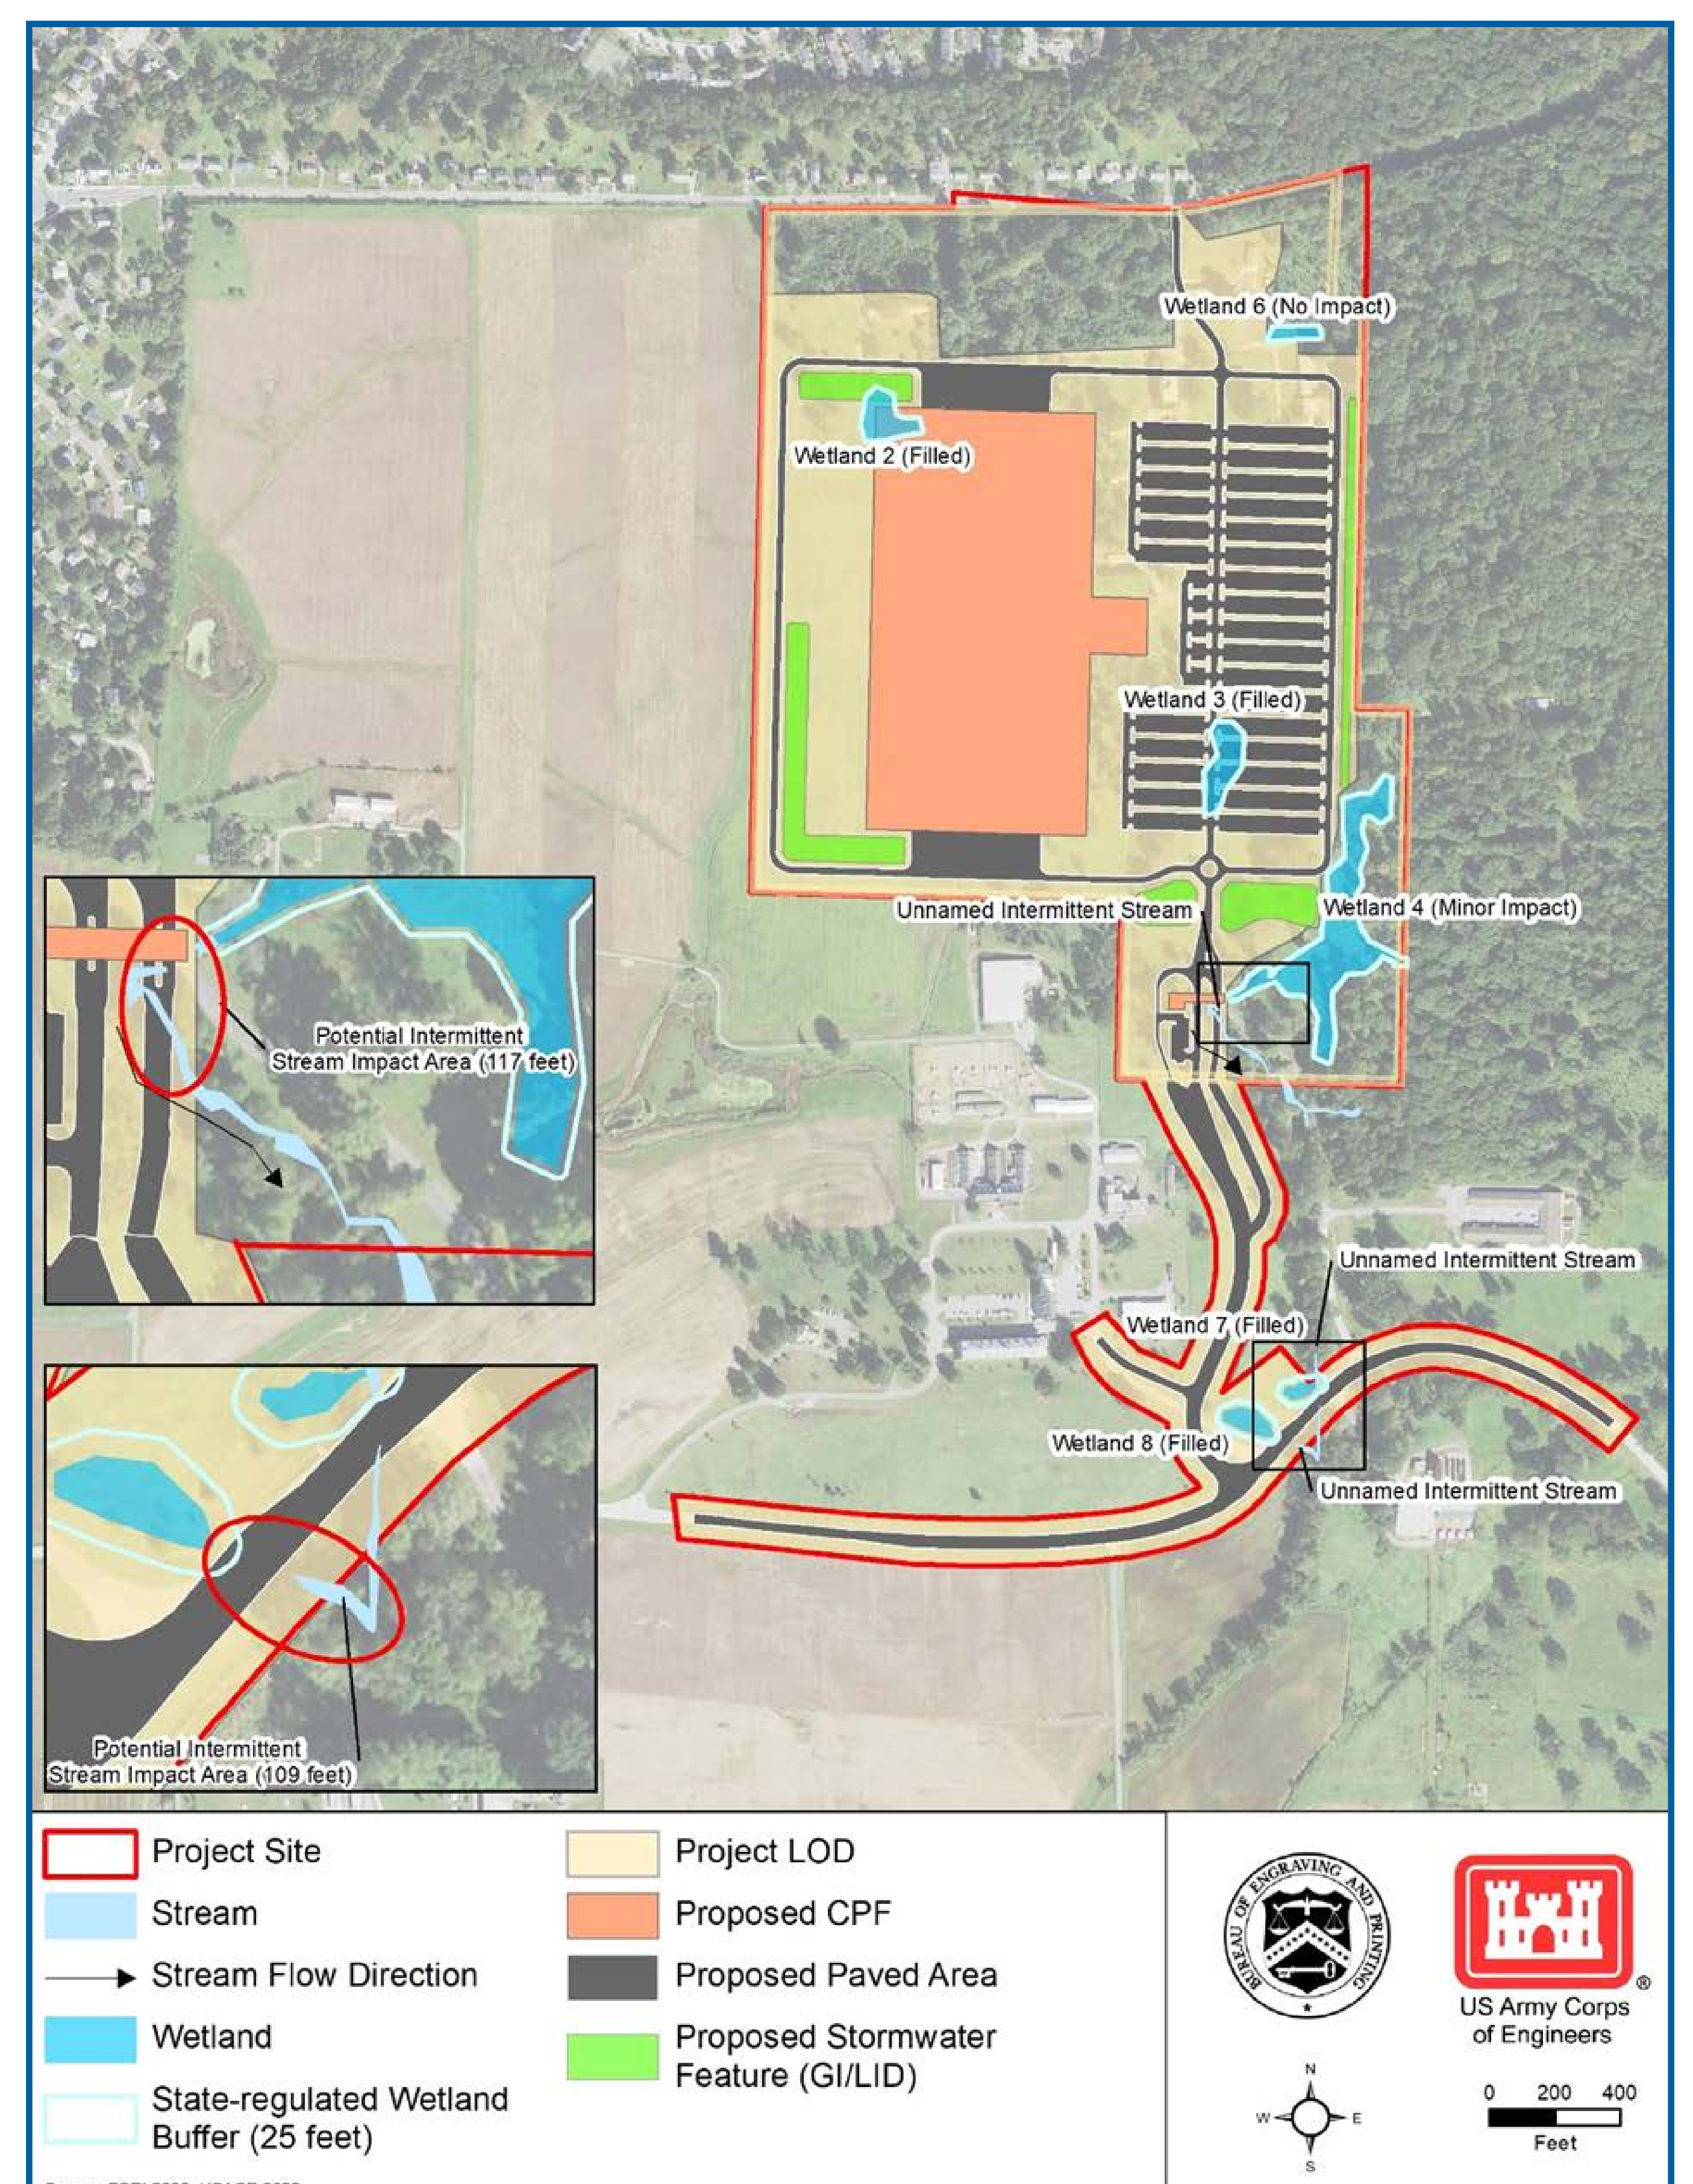 Wetland 6 (No Impact)
Wetland 2 (Filled)
Wetland 3 (Filled)
Unnamed Intermittent Stream
Wetland 4 (Minor Impact)
Potential Intermittent
Stream Impact Area (117 feet)
Unnamed Intermittent Stream
Wetland 7 (Filled)
Wetland 8 (Filled)
Unnamed Intermittent Stream
Potential Intermittent
Stream Impact Area (109 feet)
Project Site
Stream
Stream Flow Direction
Wetland
State-regulated Wetland
Buffer (25 feet)
Project LOD
Proposed CPF
Proposed Paved Area
Proposed Stormwater
Feature (GI/LID)
BUREAU OF ENGRAVING AND PRINTING
®
US Army Corps
of Engineers
N
W E
S
0 200 400
Feet